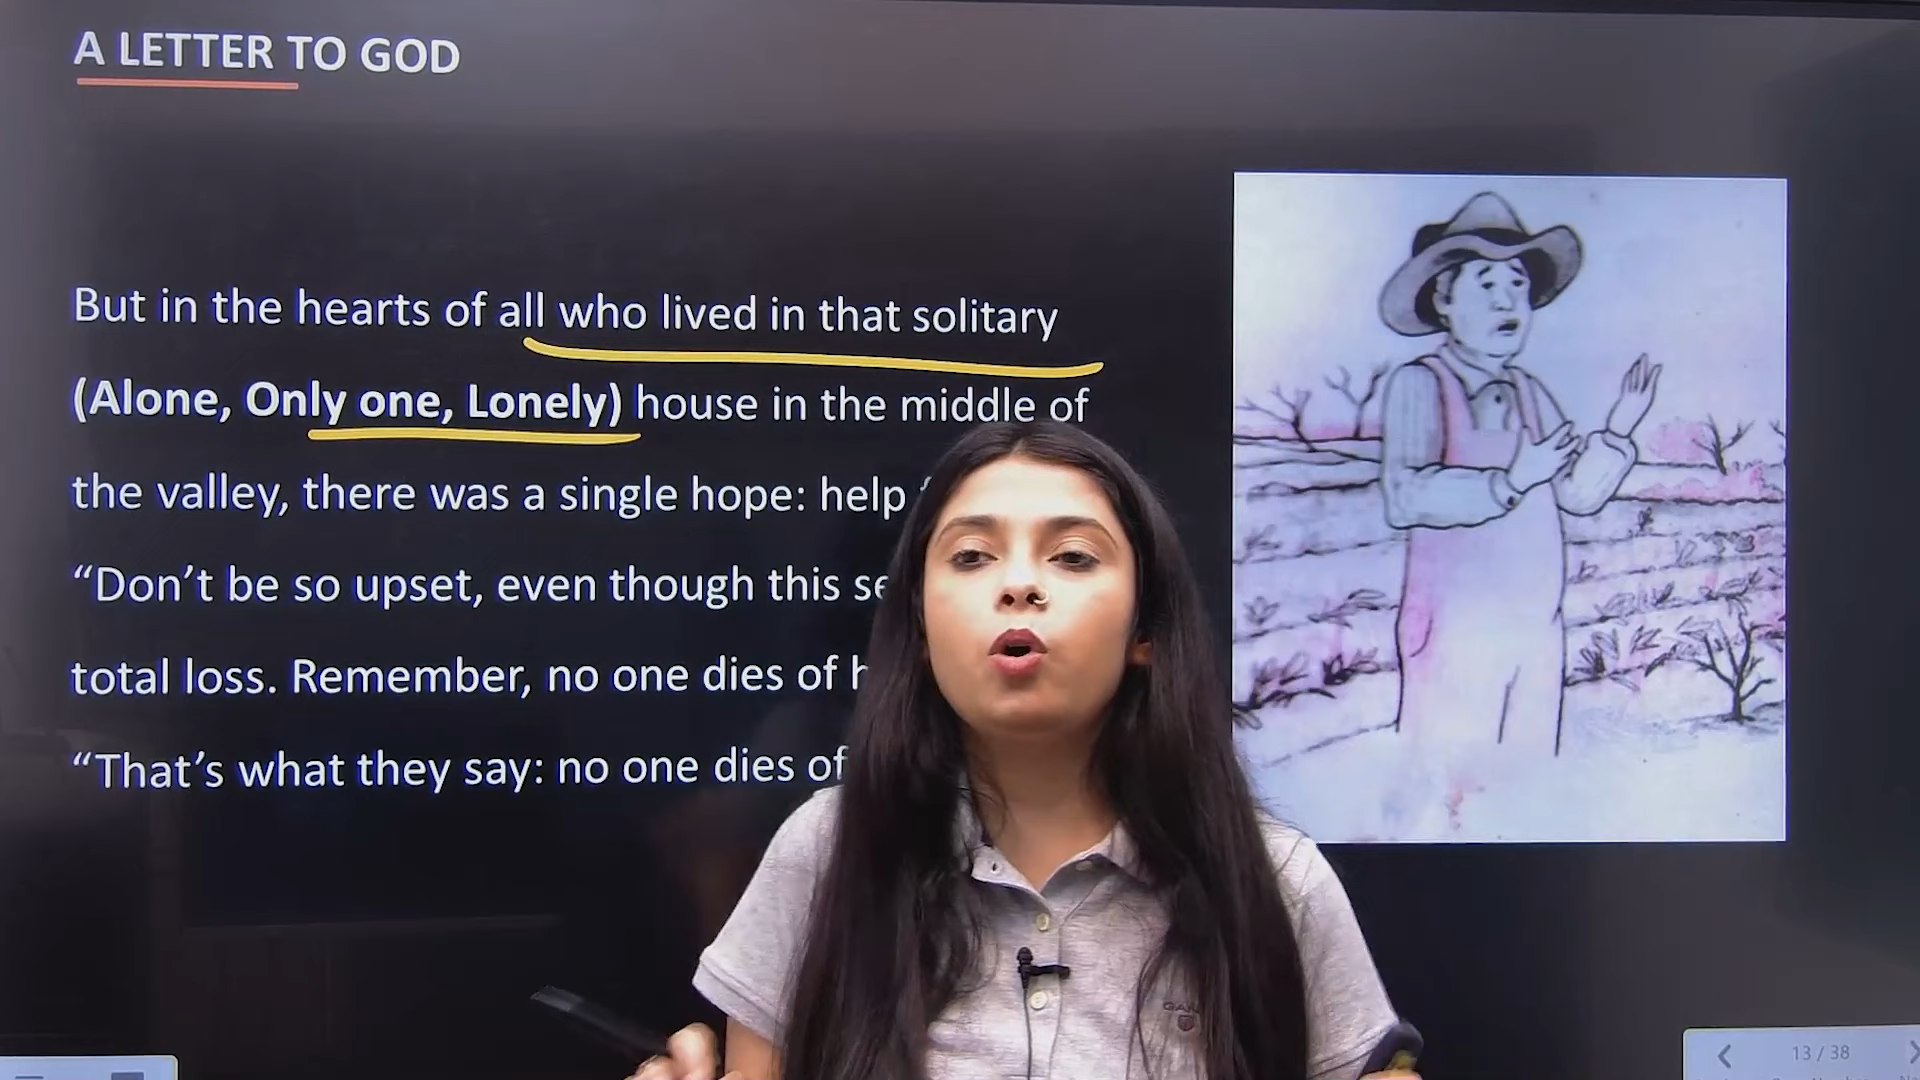 A LETTER TO GOD
But in the hearts of all who lived in that solitary
(Alone, Only one, Lonely) house in the middle of
the valley, there was a single hope: help
“Don’t be so upset, even though this
total loss. Remember, no one dies of
“That’s what they say: no one dies of
13 / 38